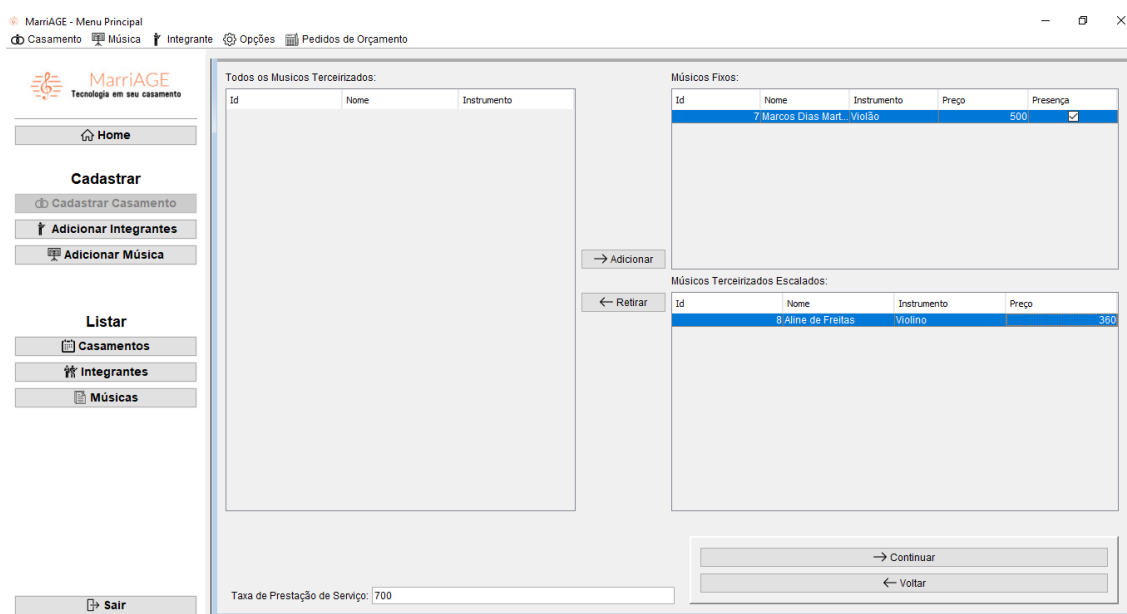 MarriAGE - Menu Principal
Casamento Música Integrante Opções Pedidos de Orçamento
MarriAGE
Tecnologia em seu casamento
Home
Cadastrar
Cadastrar Casamento
Adicionar Integrantes
Adicionar Música
Listar
Casamentos
Integrantes
Músicas
Sair
Todos os Musicos Terceirizados:
Id Nome Instrumento
Adicionar
Retirar
Músicos Fixos:
Id Nome Instrumento Preço Presença
7 Marcos Dias Mart... Violão 500
Músicos Terceirizados Escalados:
Id Nome Instrumento Preço
8 Aline de Freitas Violino 360
Taxa de Prestação de Serviço: 700
Continuar
Voltar